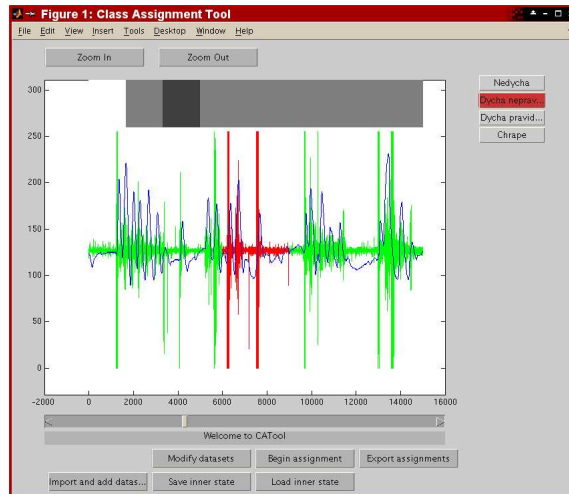 Figure 1: Class Assignment Tool
File Edit View Insert Tools Desktop Window Help
Zoom In Zoom Out
Nedycha
Dycha neprav...
Dycha pravid...
Chrape
300
250
200
150
100
50
0
-2000 0 2000 4000 6000 8000 10000 12000 14000 16000
Welcome to CATool
Modify datasets Begin assignment Export assignments
Import and add datas... Save inner state Load inner state